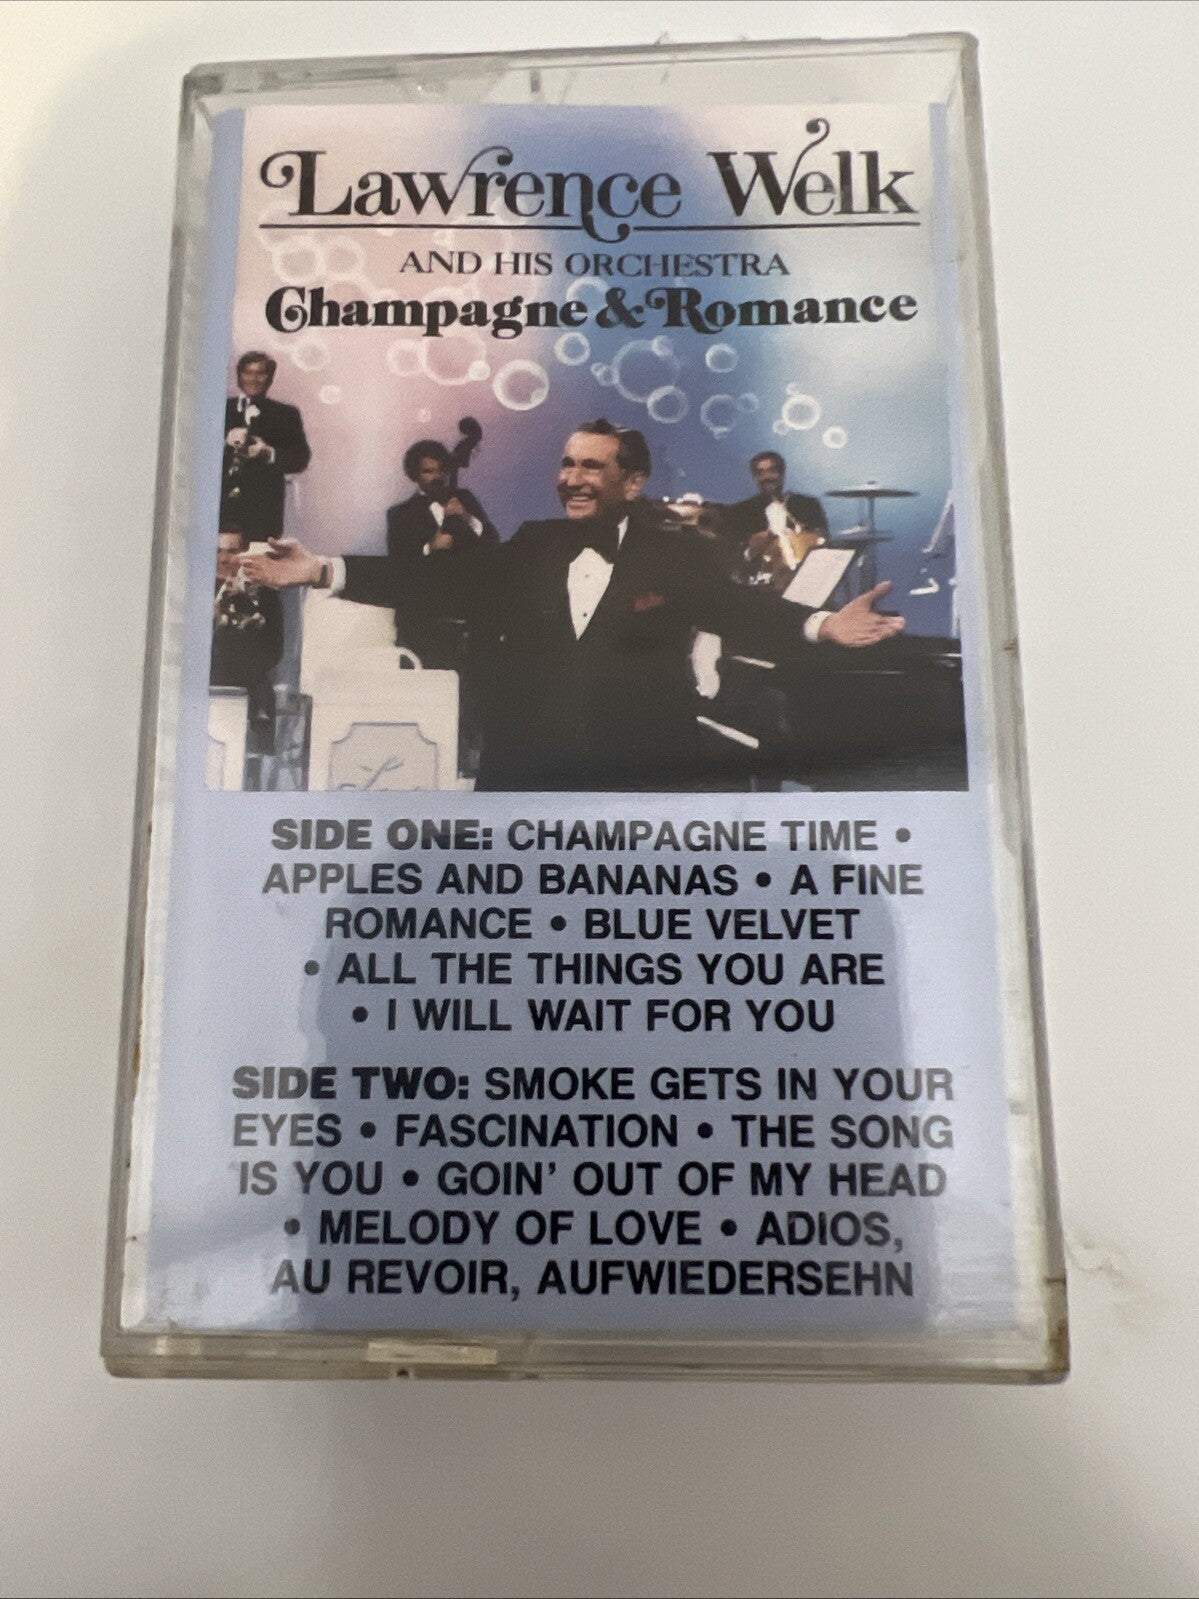 Lawrence Welk
AND HIS ORCHESTRA
Champagne & Romance
SIDE ONE: CHAMPAGNE TIME •
APPLES AND BANANAS • A FINE
ROMANCE • BLUE VELVET
• ALL THE THINGS YOU ARE
• I WILL WAIT FOR YOU
SIDE TWO: SMOKE GETS IN YOUR
EYES • FASCINATION • THE SONG
IS YOU • GOIN' OUT OF MY HEAD
• MELODY OF LOVE • ADIOS,
AU REVOIR, AUFWIEDERSEHN